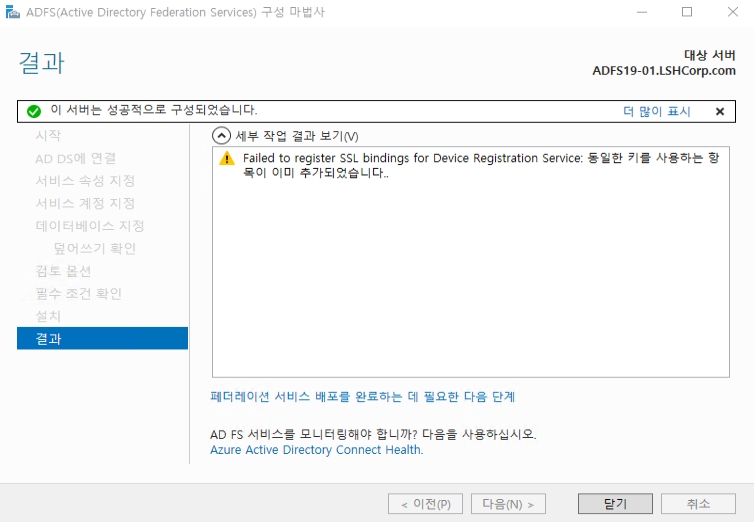 ADFS(Active Directory Federation Services) 구성 마법사
결과
대상 서버
ADFS19-01.LSHCorp.com
이 서버는 성공적으로 구성되었습니다.
더 많이 표시
시작
AD DS에 연결
서비스 속성 지정
서비스 계정 지정
데이터베이스 지정
덮어쓰기 확인
검토 옵션
필수 조건 확인
설치
결과
세부 작업 결과 보기(V)
Failed to register SSL bindings for Device Registration Service: 동일한 키를 사용하는 항
목이 이미 추가되었습니다..
페더레이션 서비스 배포를 완료하는 데 필요한 다음 단계
AD FS 서비스를 모니터링해야 합니까? 다음을 사용하십시오.
Azure Active Directory Connect Health.
< 이전(P)
다음(N) >
닫기
취소